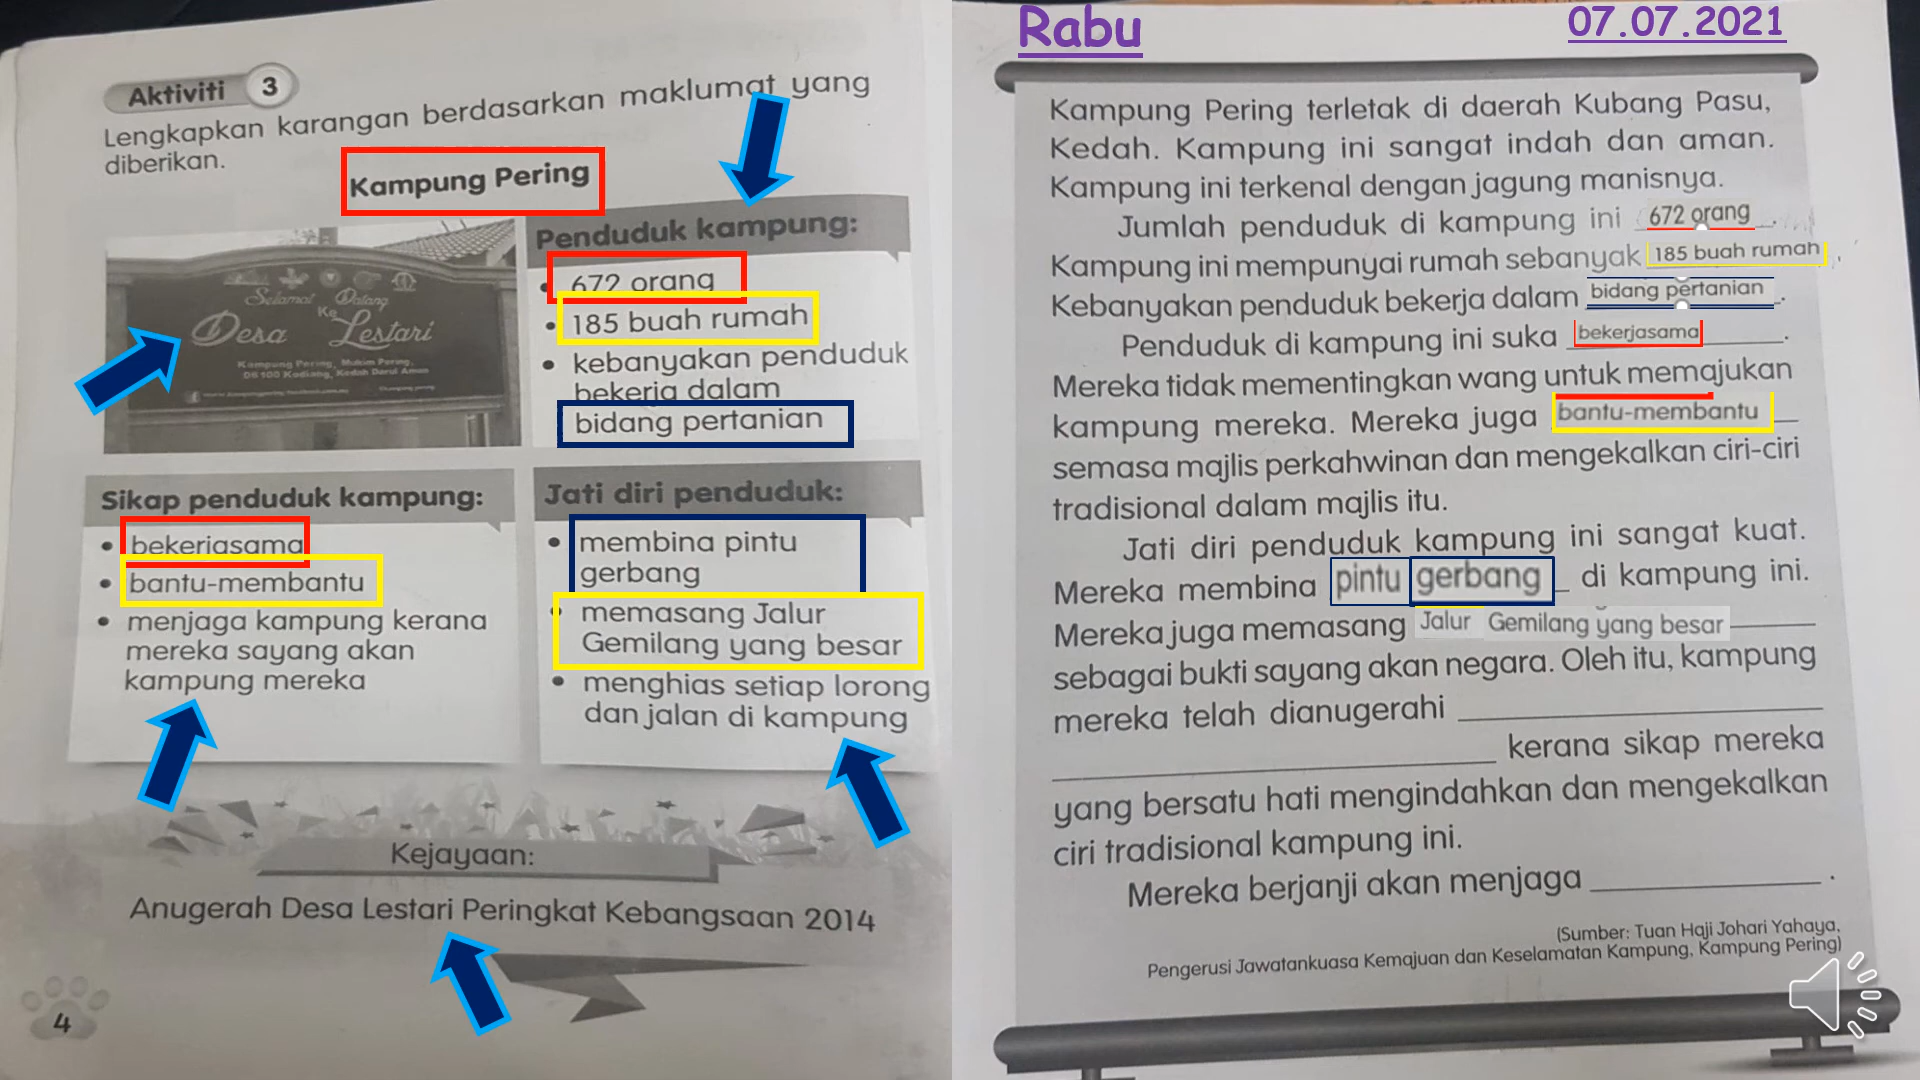 Aktiviti 3
Lengkapkan karangan berdasarkan maklumat yang
diberikan.
Kampung Pering
Selamat Datang
Ke
Desa Lestari
Kampung Pering, Mukim Pering,
06100 Kodiang, Kedah Darul Aman
Penduduk kampung:
• 672 orang
• 185 buah rumah
• kebanyakan penduduk
bekerja dalam
bidang pertanian
Sikap penduduk kampung:
• bekerjasama
• bantu-membantu
• menjaga kampung kerana
mereka sayang akan
kampung mereka
Jati diri penduduk:
• membina pintu
gerbang
• memasang Jalur
Gemilang yang besar
• menghias setiap lorong
dan jalan di kampung
Kejayaan:
Anugerah Desa Lestari Peringkat Kebangsaan 2014
4
Rabu
07.07.2021
Kampung Pering terletak di daerah Kubang Pasu,
Kedah. Kampung ini sangat indah dan aman.
Kampung ini terkenal dengan jagung manisnya.
Jumlah penduduk di kampung ini 672 orang.
Kampung ini mempunyai rumah sebanyak 185 buah rumah.
Kebanyakan penduduk bekerja dalam bidang pertanian.
Penduduk di kampung ini suka bekerjasama.
Mereka tidak mementingkan wang untuk memajukan
kampung mereka. Mereka juga bantu-membantu
semasa majlis perkahwinan dan mengekalkan ciri-ciri
tradisional dalam majlis itu.
Jati diri penduduk kampung ini sangat kuat.
Mereka membina pintu gerbang di kampung ini.
Mereka juga memasang Jalur Gemilang yang besar
sebagai bukti sayang akan negara. Oleh itu, kampung
mereka telah dianugerahi
kerana sikap mereka
yang bersatu hati mengindahkan dan mengekalkan
ciri tradisional kampung ini.
Mereka berjanji akan menjaga .
(Sumber: Tuan Haji Johari Yahaya,
Pengerusi Jawatankuasa Kemajuan dan Keselamatan Kampung, Kampung Pering)